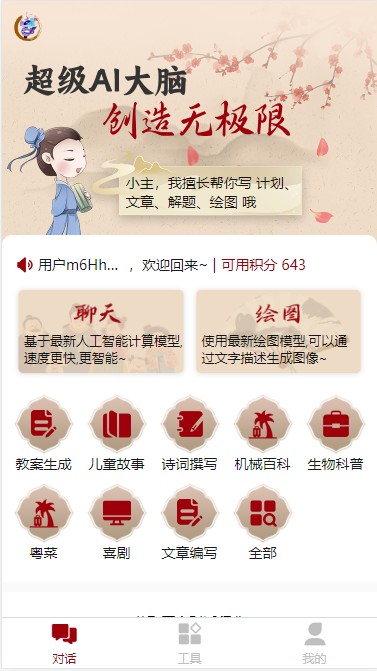 超级AI大脑
创造无极限
小主，我擅长帮你写 计划、
文章、解题、绘图 哦
用户m6Hh... ，欢迎回来~ | 可用积分 643
聊天
绘图
基于最新人工智能计算模型,
速度更快,更智能~
使用最新绘图模型,可以通
过文字描述生成图像~
教案生成 儿童故事 诗词撰写 机械百科 生物科普
粤菜 喜剧 文章编写 全部
对话 工具 我的